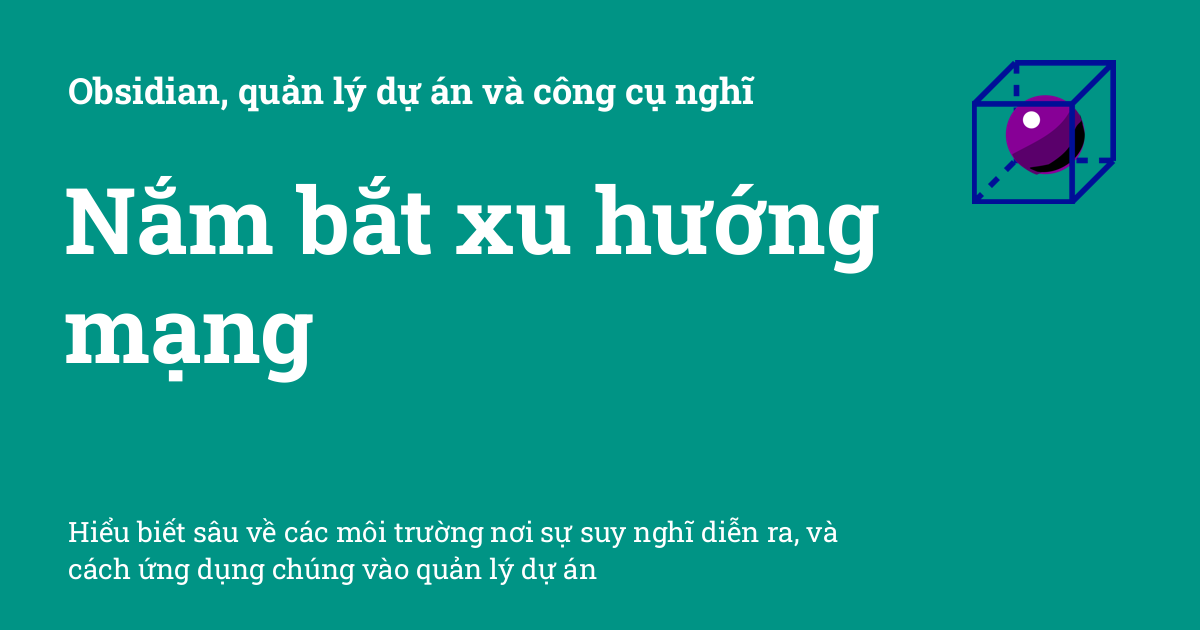 Obsidian, quản lý dự án và công cụ nghĩ
Nắm bắt xu hướng
mạng
Hiểu biết sâu về các môi trường nơi sự suy nghĩ diễn ra, và
cách ứng dụng chúng vào quản lý dự án